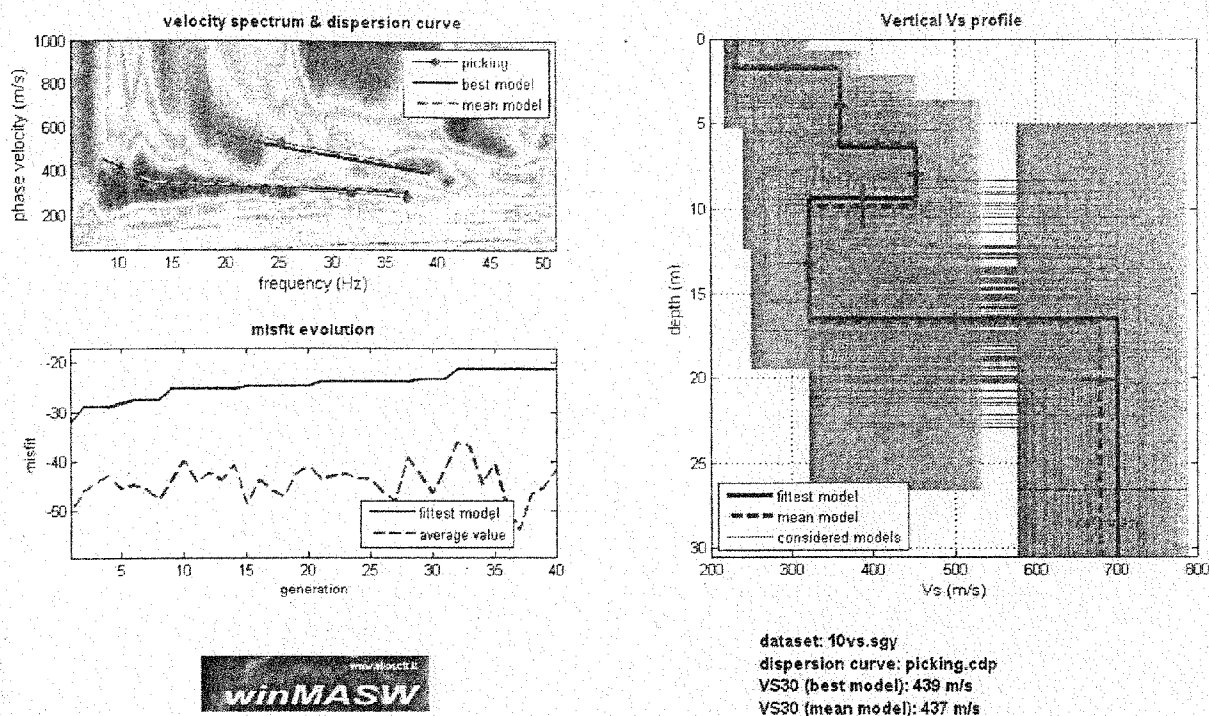 velocity spectrum & dispersion curve
1000
800
600
400
200
phase velocity (m/s)
picking
best model
mean model
10 15 20 25 30 35 40 45 50
frequency (Hz)
misfit evolution
-20
-30
-40
-50
misfit
fittest model
average value
5 10 15 20 25 30 35 40
generation
winMASW
Vertical Vs profile
0
5
10
15
20
25
30
depth (m)
fittest model
mean model
considered models
200 300 400 500 600 700 800
Vs (m/s)
dataset: 10vs.sgy
dispersion curve: picking.cdp
VS30 (best model): 439 m/s
VS30 (mean model): 437 m/s